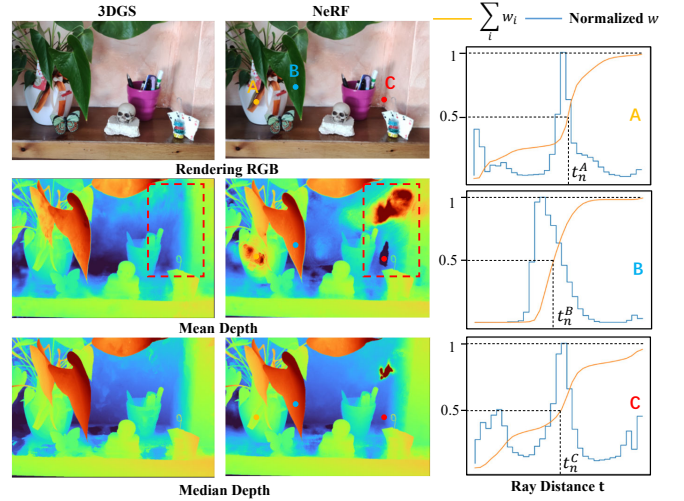 3DGS
NeRF
∑ w_i
i
Normalized w
A
B
C
Rendering RGB
Mean Depth
Median Depth
1
0.5
A
t_n^A
1
0.5
B
t_n^B
1
0.5
C
t_n^C
Ray Distance t